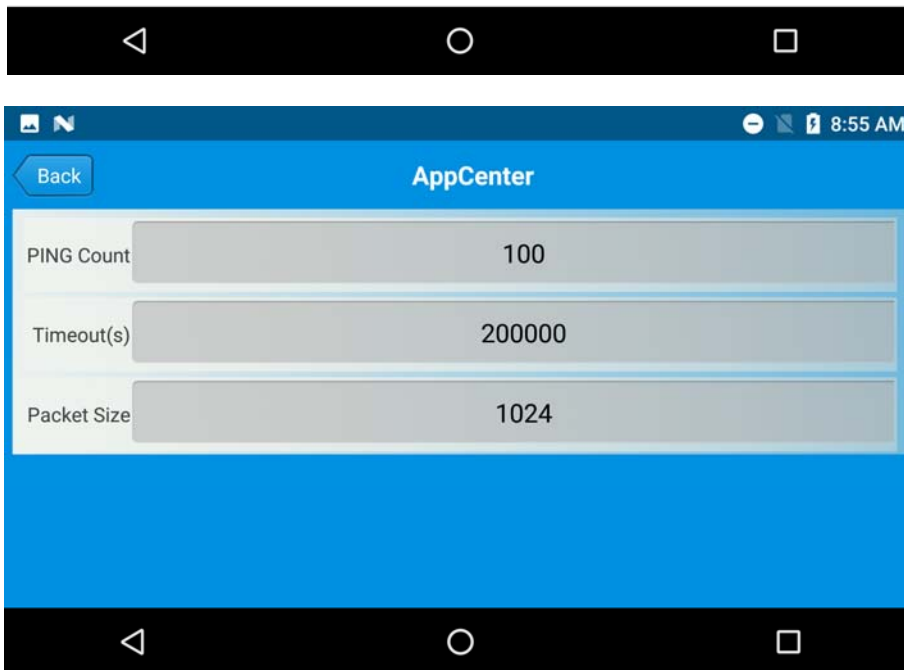 8:55 AM
Back
AppCenter
PING Count
100
Timeout(s)
200000
Packet Size
1024